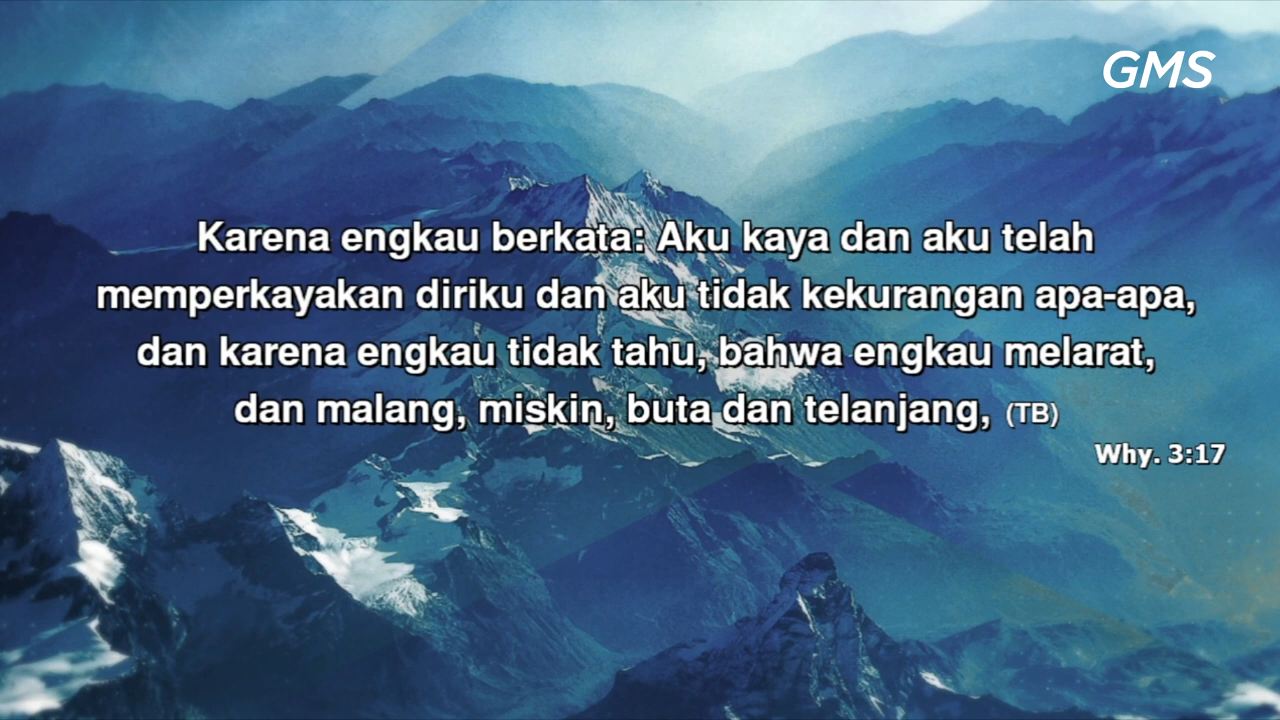 GMS
Karena engkau berkata: Aku kaya dan aku telah
memperkayakan diriku dan aku tidak kekurangan apa-apa,
dan karena engkau tidak tahu, bahwa engkau melarat,
dan malang, miskin, buta dan telanjang, (TB)
Why. 3:17